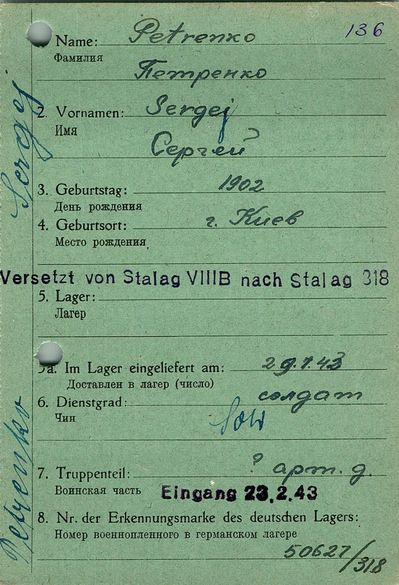 136
Name: Petrenko
Фамилия
Петренко
2. Vornamen: Sergej
Имя
Сергей
3. Geburtstag: 1902
День рождения
4. Geburtsort: г. Киев
Место рождения
Versetzt von Stalag VIIIB nach Stalag 318
5. Lager:
Лагерь
5a. Im Lager eingeliefert am: 29.1.43
Доставлен в лагерь (число)
6. Dienstgrad: солдат
Чин
Sold
7. Truppenteil: ? арт. д.
Воинская часть Eingang 23.2.43
8. Nr. der Erkennungsmarke des deutschen Lagers:
Номер военнопленного в германском лагере
50627/318
Sergej
Petrenko